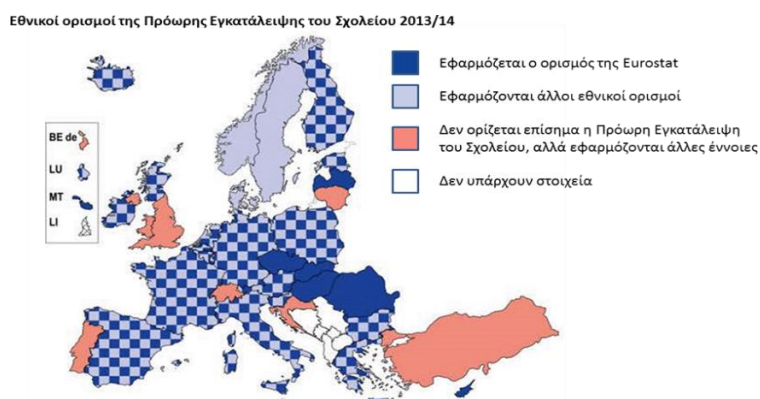 Εθνικοί ορισμοί της Πρόωρης Εγκατάλειψης του Σχολείου 2013/14
Εφαρμόζεται ο ορισμός της Eurostat
Εφαρμόζονται άλλοι εθνικοί ορισμοί
Δεν ορίζεται επίσημα η Πρόωρη Εγκατάλειψη
του Σχολείου, αλλά εφαρμόζονται άλλες έννοιες
Δεν υπάρχουν στοιχεία
BE de
LU
MT
LI